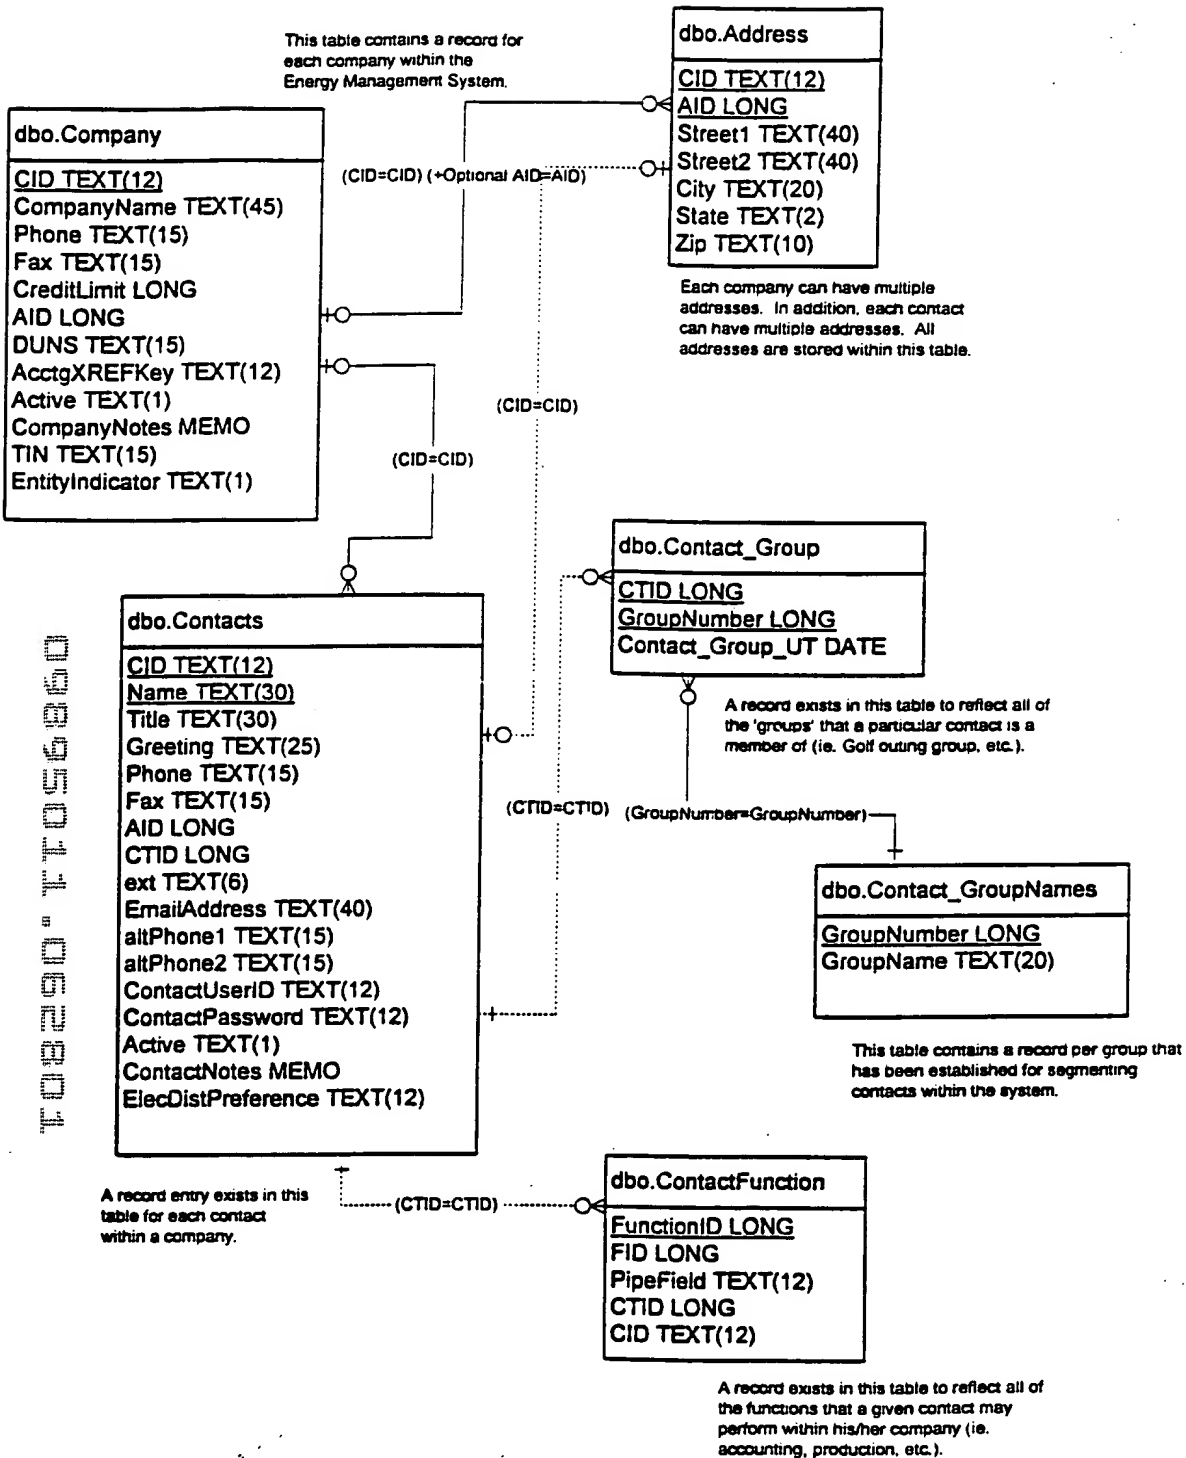 This table contains a record for
each company within the
Energy Management System.
dbo.Address
CID TEXT(12)
AID LONG
Street1 TEXT(40)
Street2 TEXT(40)
City TEXT(20)
State TEXT(2)
Zip TEXT(10)
Each company can have multiple
addresses. In addition, each contact
can have multiple addresses. All
addresses are stored within this table.
dbo.Company
CID TEXT(12)
CompanyName TEXT(45)
Phone TEXT(15)
Fax TEXT(15)
CreditLimit LONG
AID LONG
DUNS TEXT(15)
AcctgXREFKey TEXT(12)
Active TEXT(1)
CompanyNotes MEMO
TIN TEXT(15)
EntityIndicator TEXT(1)
(CID=CID) (+Optional AID=AID)
(CID=CID)
(CID=CID)
dbo.Contact_Group
CTID LONG
GroupNumber LONG
Contact_Group_UT DATE
A record exists in this table to reflect all of
the 'groups' that a particular contact is a
member of (ie. Golf outing group, etc.).
dbo.Contacts
CID TEXT(12)
Name TEXT(30)
Title TEXT(30)
Greeting TEXT(25)
Phone TEXT(15)
Fax TEXT(15)
AID LONG
CTID LONG
ext TEXT(6)
EmailAddress TEXT(40)
altPhone1 TEXT(15)
altPhone2 TEXT(15)
ContactUserID TEXT(12)
ContactPassword TEXT(12)
Active TEXT(1)
ContactNotes MEMO
ElecDistPreference TEXT(12)
(CTID=CTID)
(GroupNumber=GroupNumber)
dbo.Contact_GroupNames
GroupNumber LONG
GroupName TEXT(20)
This table contains a record per group that
has been established for segmenting
contacts within the system.
A record entry exists in this
table for each contact
within a company.
(CTID=CTID)
dbo.ContactFunction
FunctionID LONG
FID LONG
PipeField TEXT(12)
CTID LONG
CID TEXT(12)
A record exists in this table to reflect all of
the functions that a given contact may
perform within his/her company (ie.
accounting, production, etc.).
09895011.062801